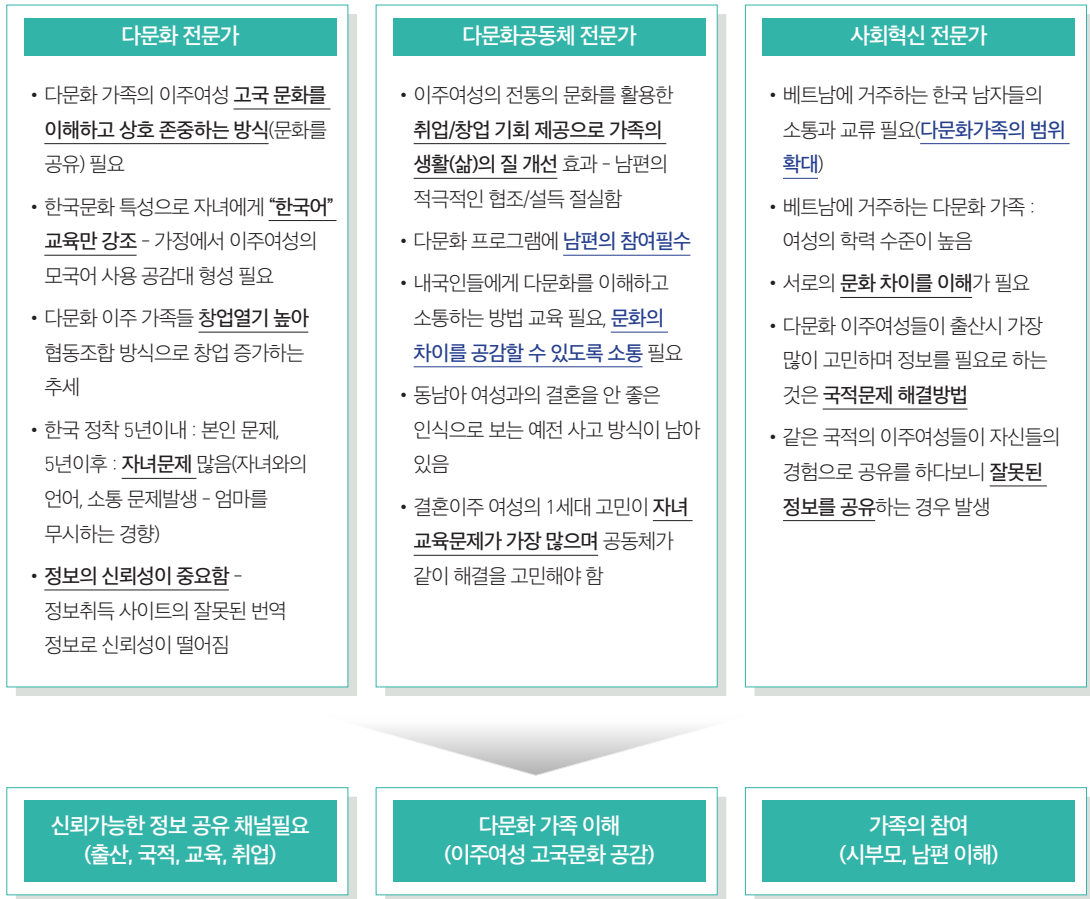 다문화 전문가
• 다문화 가족의 이주여성 고국 문화를
이해하고 상호 존중하는 방식(문화를
공유) 필요
• 한국문화 특성으로 자녀에게 “한국어”
교육만 강조 - 가정에서 이주여성의
모국어 사용 공감대 형성 필요
• 다문화 이주 가족들 창업열기 높아
협동조합 방식으로 창업 증가하는
추세
• 한국 정착 5년이내 : 본인 문제,
5년이후 : 자녀문제 많음(자녀와의
언어, 소통 문제발생 - 엄마를
무시하는 경향)
• 정보의 신뢰성이 중요함 -
정보취득 사이트의 잘못된 번역
정보로 신뢰성이 떨어짐
다문화공동체 전문가
• 이주여성의 전통의 문화를 활용한
취업/창업 기회 제공으로 가족의
생활(삶)의 질 개선 효과 - 남편의
적극적인 협조/설득 절실함
• 다문화 프로그램에 남편의 참여필수
• 내국인들에게 다문화를 이해하고
소통하는 방법 교육 필요, 문화의
차이를 공감할 수 있도록 소통 필요
• 동남아 여성과의 결혼을 안 좋은
인식으로 보는 예전 사고 방식이 남아
있음
• 결혼이주 여성의 1세대 고민이 자녀
교육문제가 가장 많으며 공동체가
같이 해결을 고민해야 함
사회혁신 전문가
• 베트남에 거주하는 한국 남자들의
소통과 교류 필요(다문화가족의 범위
확대)
• 베트남에 거주하는 다문화 가족 :
여성의 학력 수준이 높음
• 서로의 문화 차이를 이해가 필요
• 다문화 이주여성들이 출산시 가장
많이 고민하며 정보를 필요로 하는
것은 국적문제 해결방법
• 같은 국적의 이주여성들이 자신들의
경험으로 공유를 하다보니 잘못된
정보를 공유하는 경우 발생
신뢰가능한 정보 공유 채널필요
(출산, 국적, 교육, 취업)
다문화 가족 이해
(이주여성 고국문화 공감)
가족의 참여
(시부모, 남편 이해)